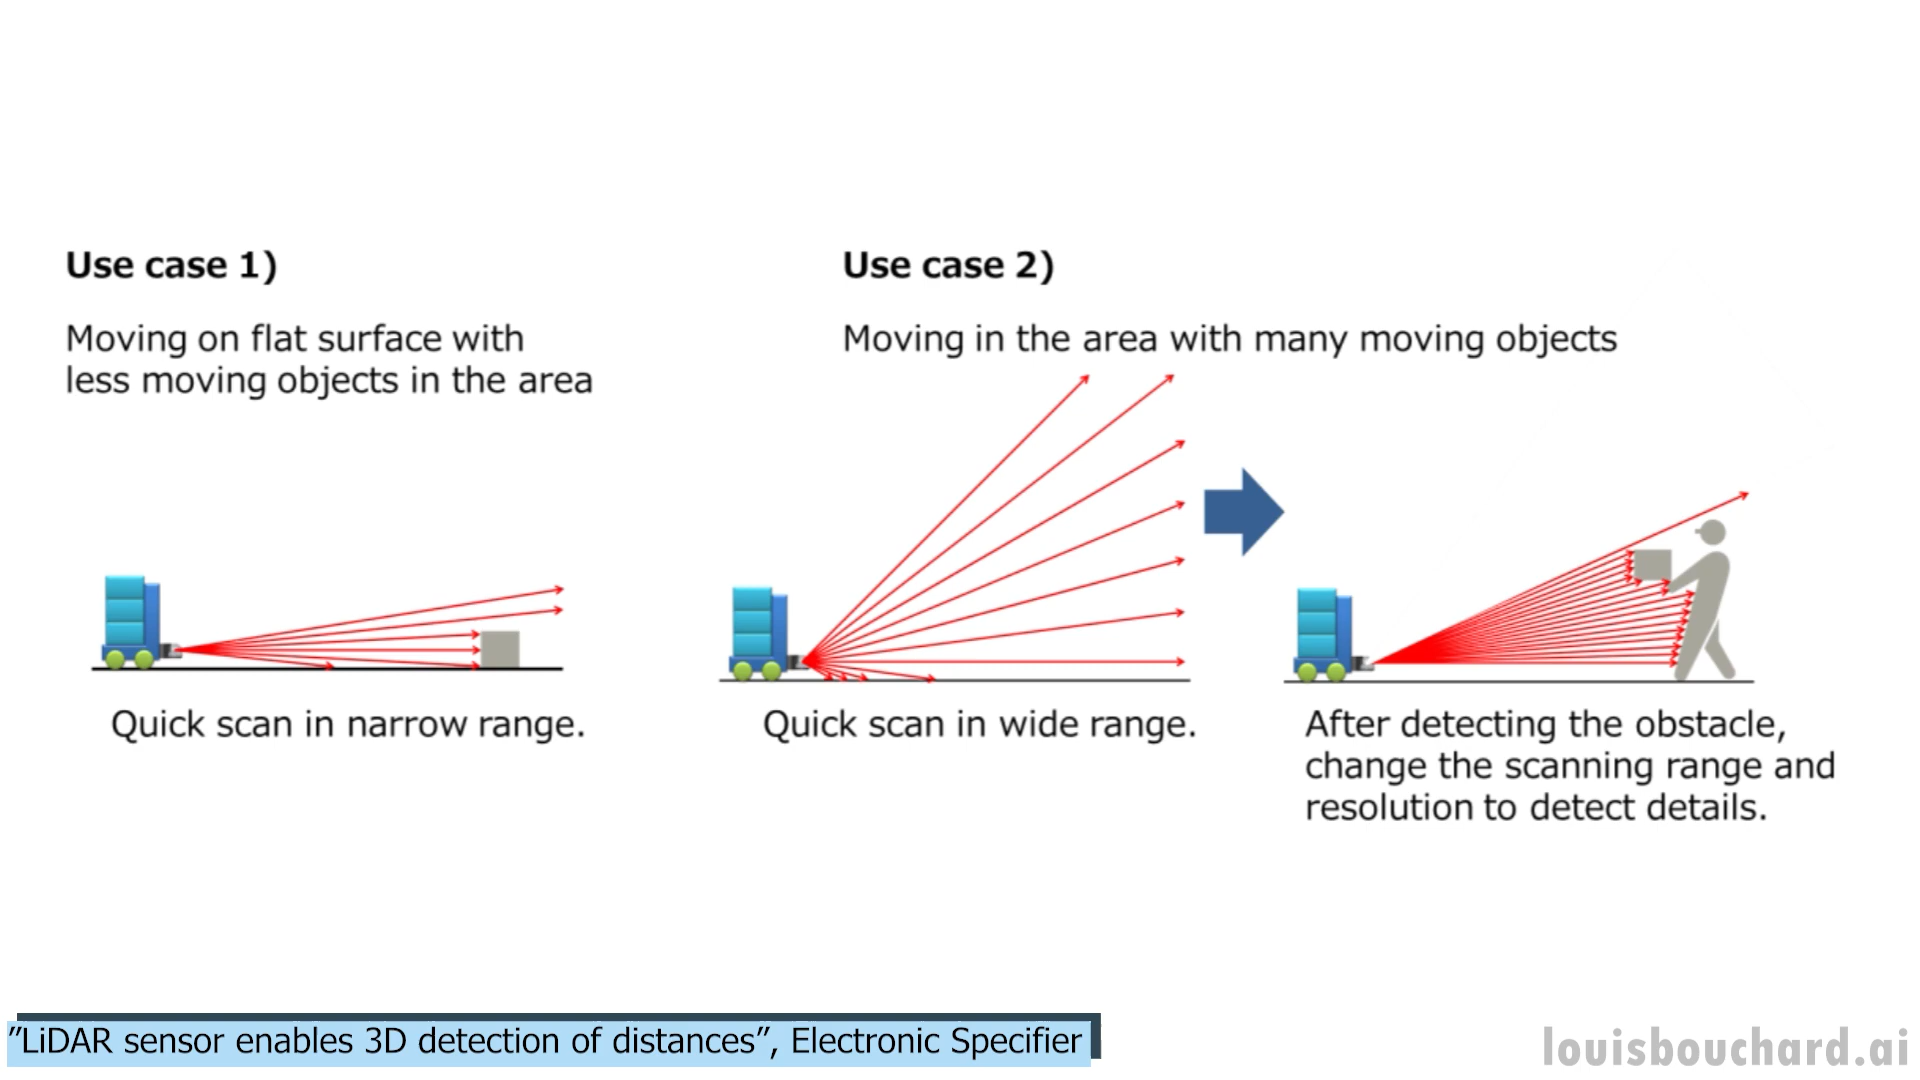 Use case 1)
Moving on flat surface with
less moving objects in the area
Quick scan in narrow range.
Use case 2)
Moving in the area with many moving objects
Quick scan in wide range.
After detecting the obstacle,
change the scanning range and
resolution to detect details.
”LiDAR sensor enables 3D detection of distances”, Electronic Specifier
louisbouchard.ai